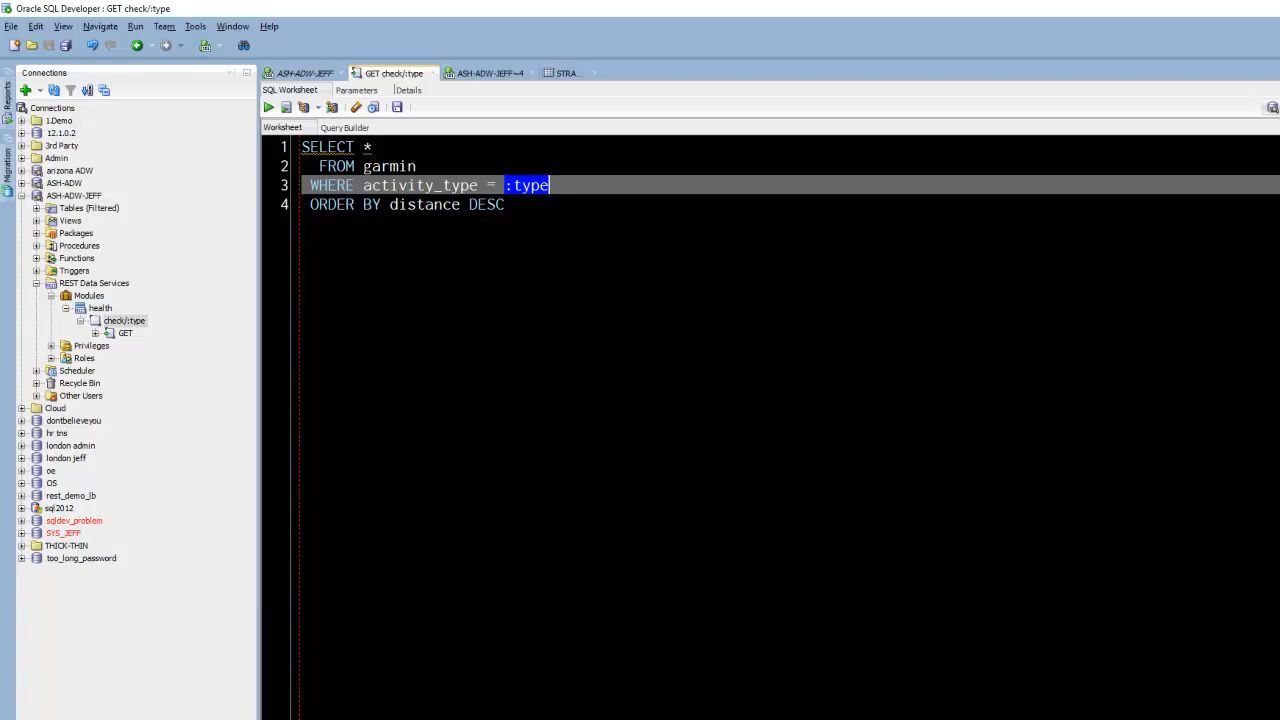 Oracle SQL Developer : GET check/:type
File Edit View Navigate Run Team Tools Window Help
Connections
Reports
Migration
Connections
1.Demo
12.1.0.2
3rd Party
Admin
arizona ADW
ASH-ADW
ASH-ADW-JEFF
Tables (Filtered)
Views
Packages
Procedures
Functions
Triggers
REST Data Services
Modules
health
check/:type
GET
Privileges
Roles
Scheduler
Recycle Bin
Other Users
Cloud
dontbelieveyou
hr tns
london admin
london jeff
oe
OS
rest_demo_lb
sql2012
sqldev_problem
SYS_JEFF
THICK-THIN
too_long_password
ASH-ADW-JEFF GET check/:type ASH-ADW-JEFF~4 STRA...
SQL Worksheet Parameters Details
Worksheet Query Builder
1 SELECT *
2 FROM garmin
3 WHERE activity_type = :type
4 ORDER BY distance DESC